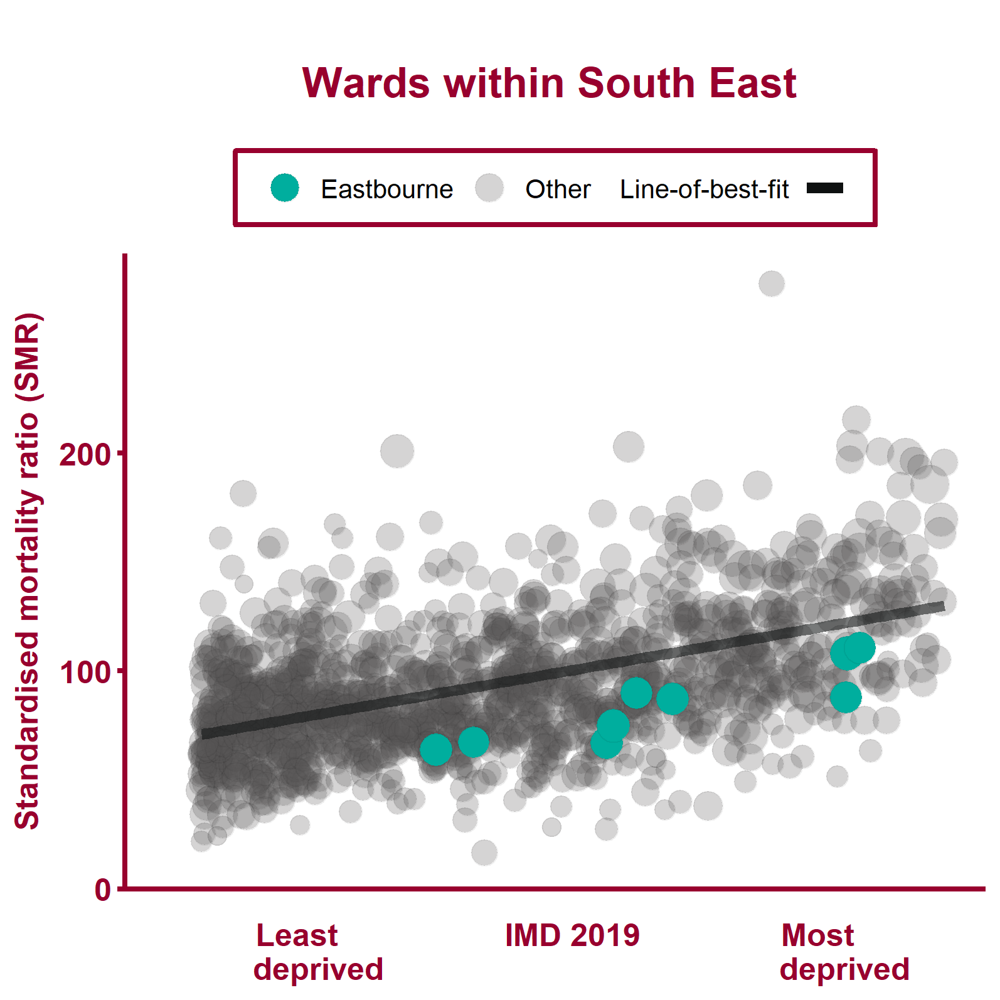 Wards within South East
Eastbourne Other Line-of-best-fit
Standardised mortality ratio (SMR)
200
100
0
Least deprived
IMD 2019
Most deprived